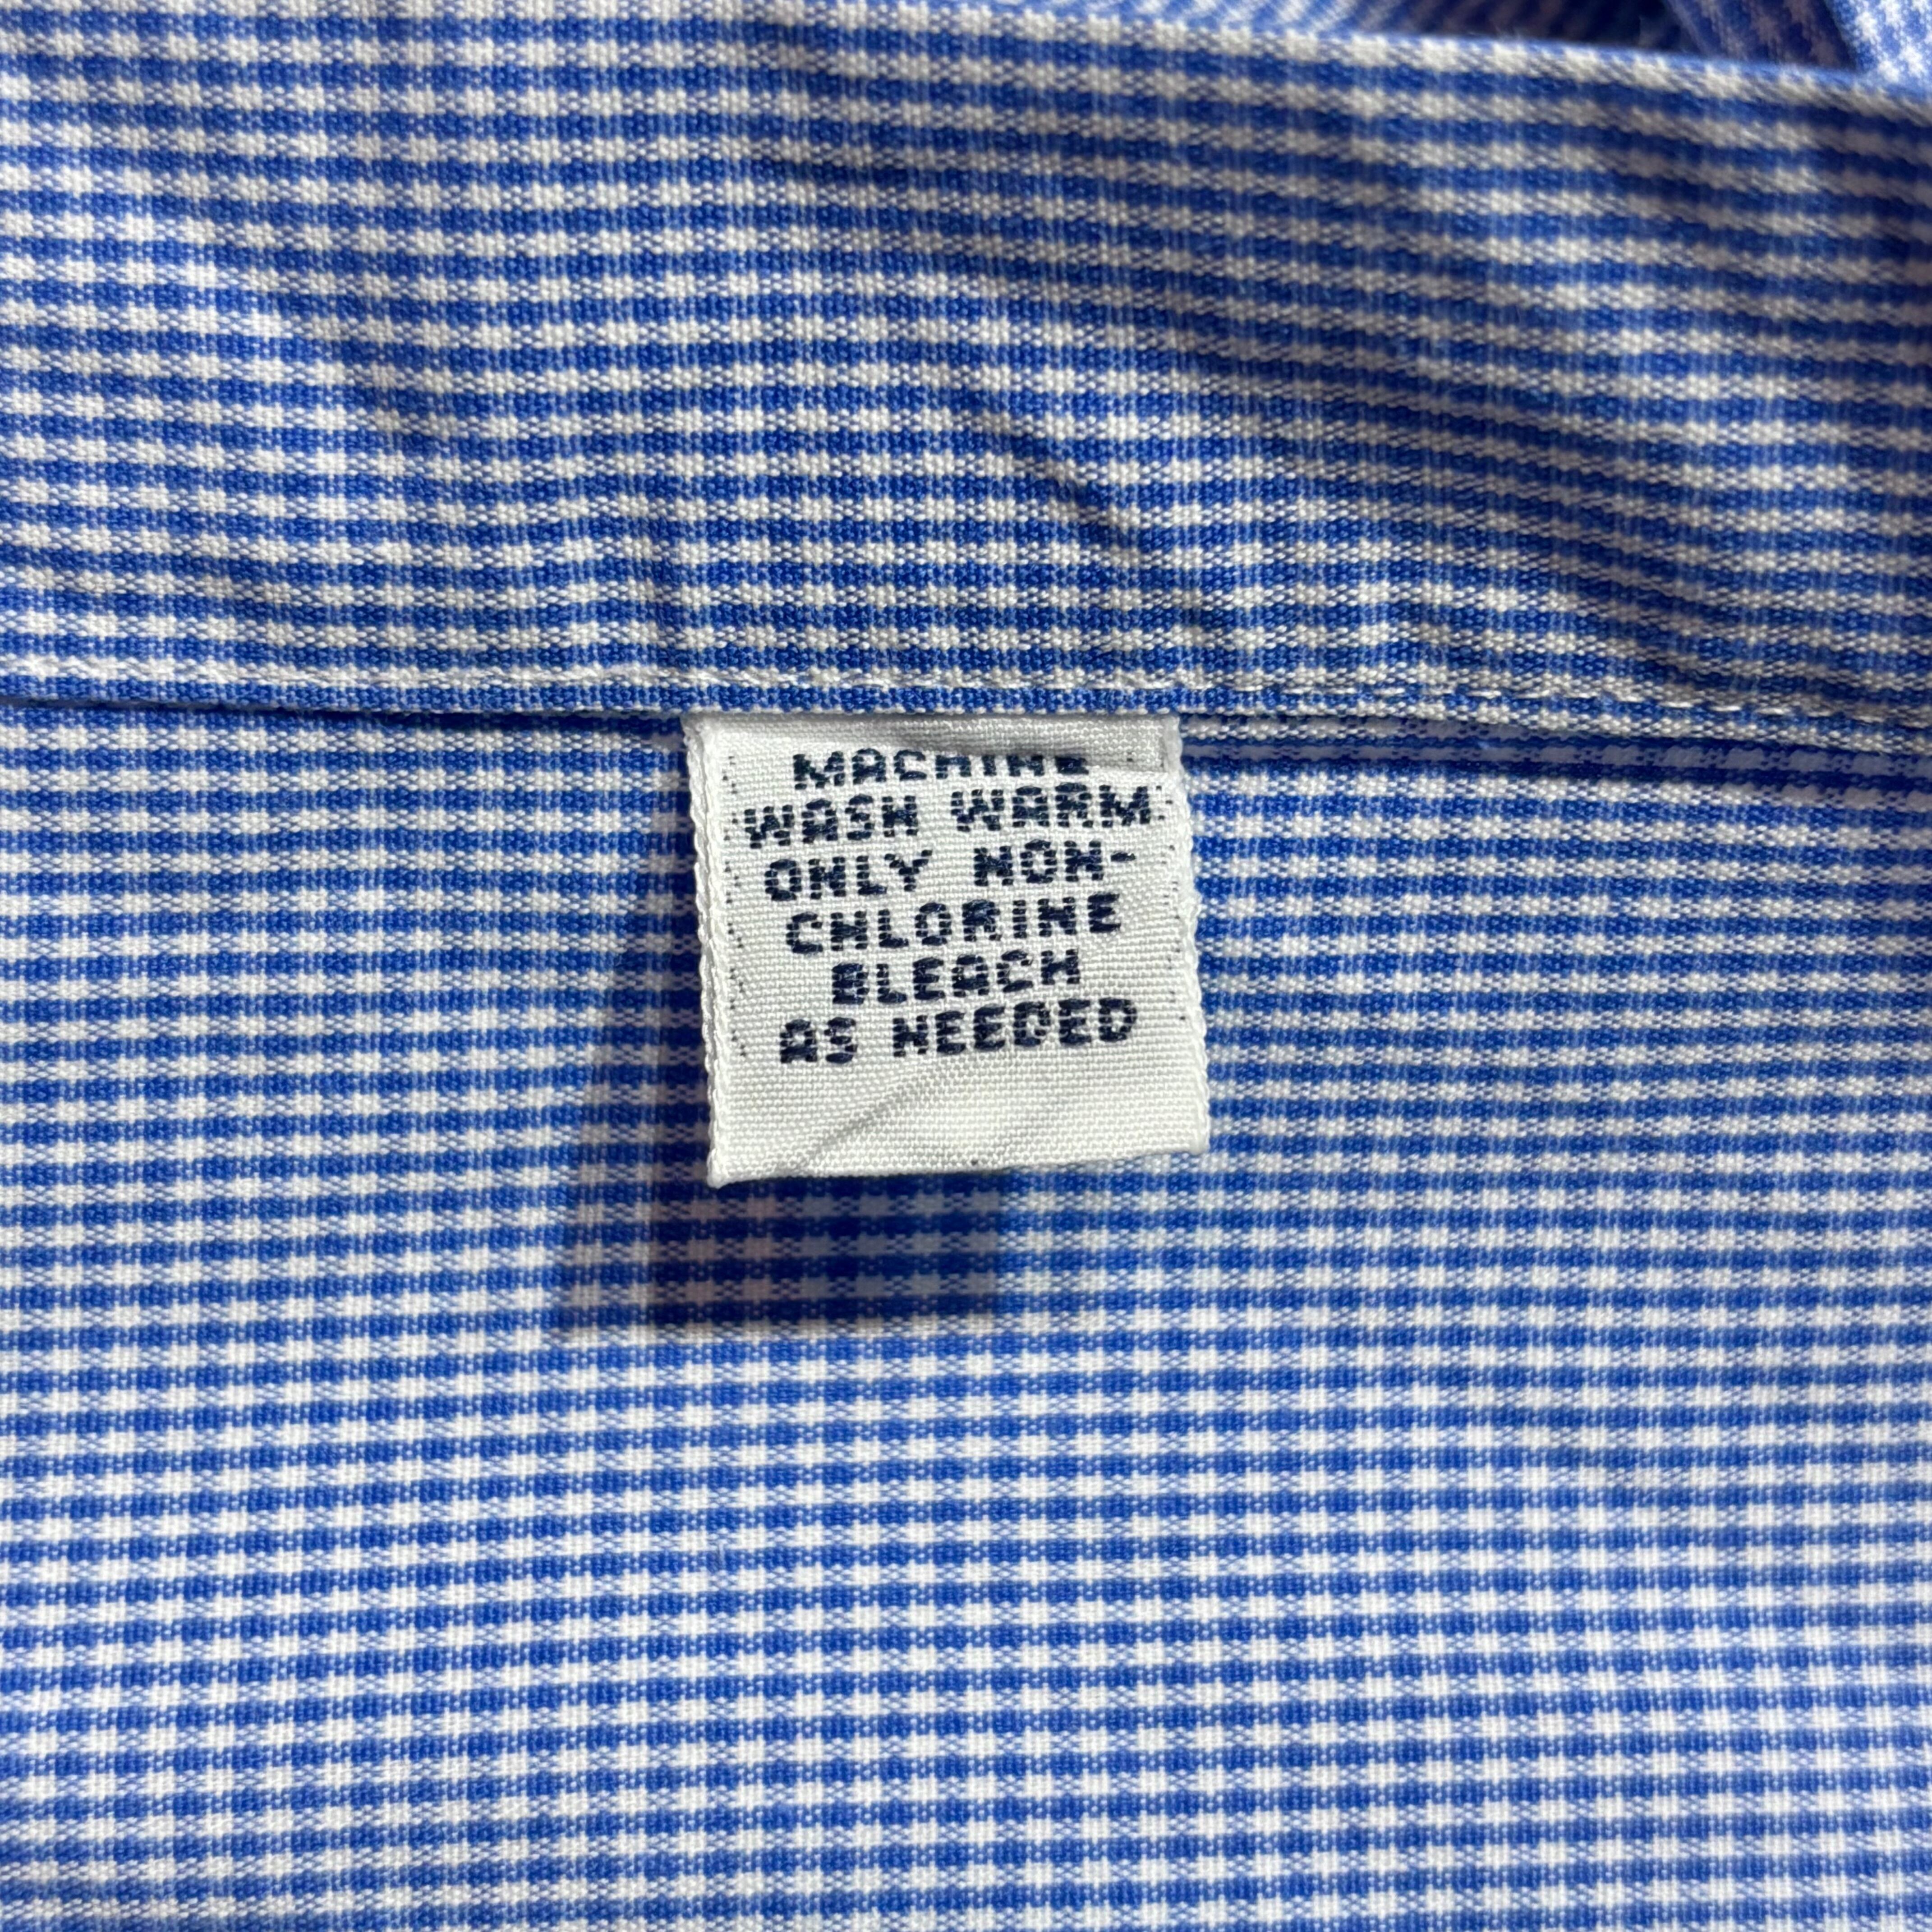 MACHINE
WASH WARM
ONLY NON-
CHLORINE
BLEACH
AS NEEDED